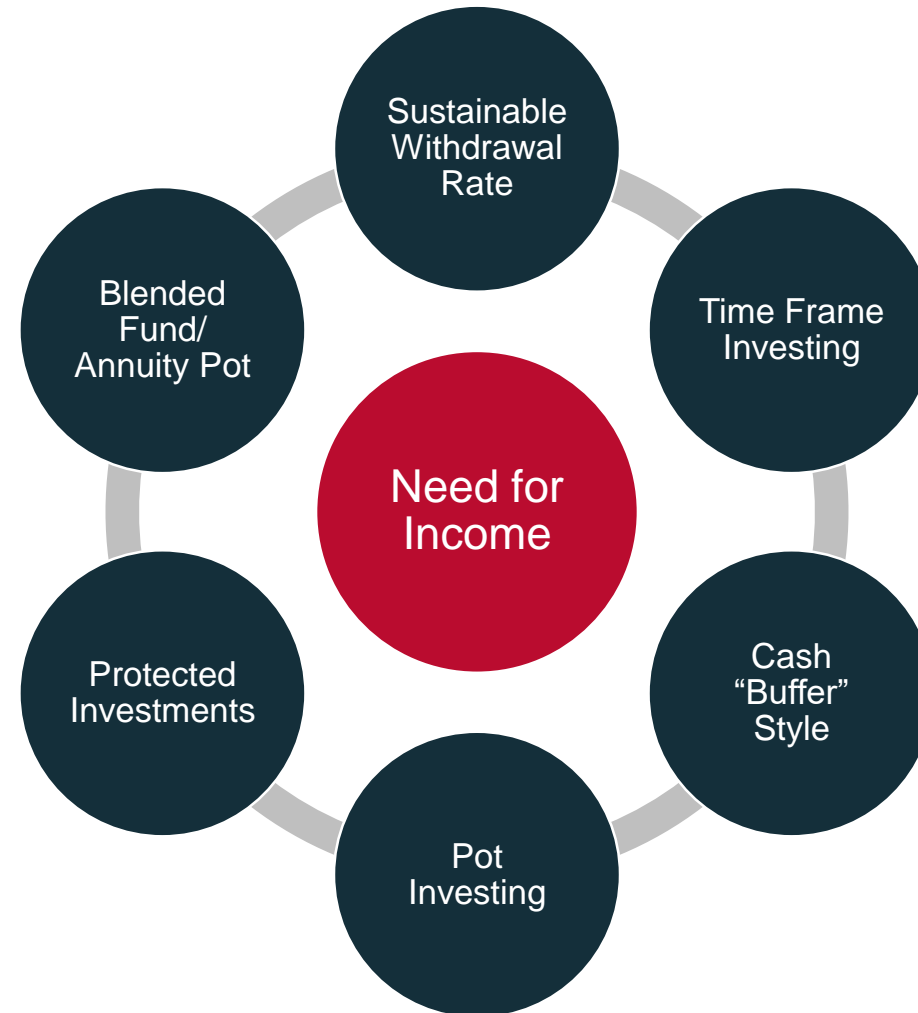 Sustainable
Withdrawal
Rate
Blended
Fund/
Annuity Pot
Time Frame
Investing
Need for
Income
Protected
Investments
Cash
“Buffer”
Style
Pot
Investing